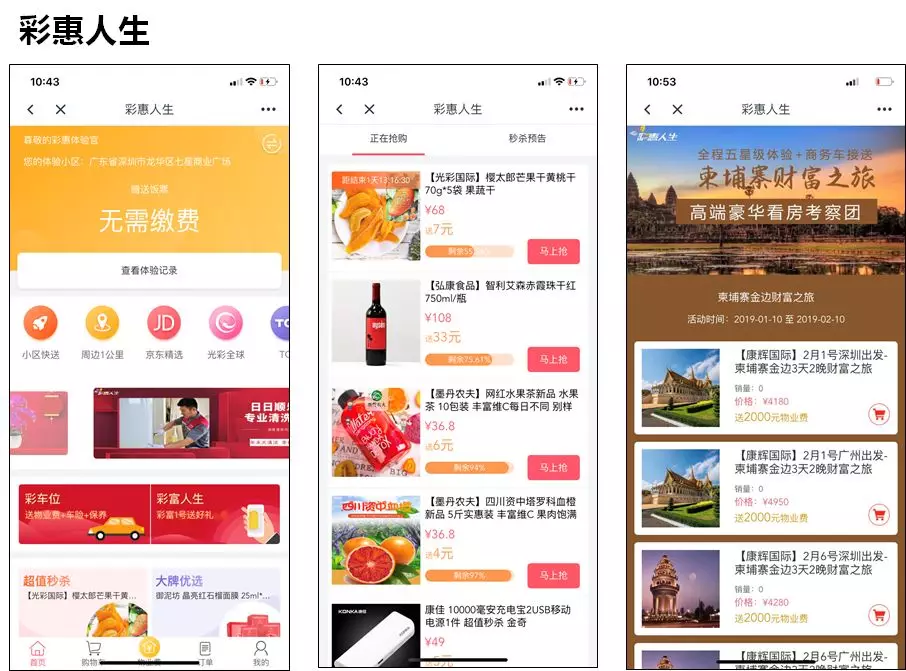 彩惠人生
10:43
彩惠人生
尊敬的彩惠体验官
您的体验小区：广东省深圳市龙华区七星商业广场
赠送饭票
无需缴费
查看体验记录
小区快送
周边1公里
JD
京东精选
光彩全球
彩惠人生
日日顺
专业清洗
彩车位
送物业费+车险+保养
彩富人生
彩富1号送好礼
超值秒杀
【光彩国际】樱太郎芒果干黄...
大牌优选
御泥坊 晶亮红石榴面膜 25ml*...
首页
购物
订单
我的
10:43
彩惠人生
正在抢购
秒杀预告
距结束1天13:16:30
【光彩国际】樱太郎芒果干黄桃干
70g*5袋 果蔬干
¥68
送7元
马上抢
【弘康食品】智利艾森赤霞珠干红
750ml/瓶
¥108
送33元
剩余75.61%
马上抢
【墨丹农夫】网红水果茶新品 水果
茶 10包装 丰富维C每日不同 别样
¥36.8
送6元
剩余94%
马上抢
【墨丹农夫】四川资中塔罗科血橙
新品 5斤实惠装 丰富维C 果肉饱满
¥36.8
送4元
剩余97%
马上抢
KONKA康佳
康佳 10000毫安充电宝2USB移动
电源1件 超值秒杀 金奇
¥49
送5元
10:53
彩惠人生
彩惠人生
全程五星级体验+商务车接送
柬埔寨财富之旅
高端豪华看房考察团
柬埔寨金边财富之旅
活动时间：2019-01-10 至 2019-02-10
【康辉国际】2月1号深圳出发-
柬埔寨金边3天2晚财富之旅
销量：0
价格：¥4180
送2000元物业费
【康辉国际】2月1号广州出发-
柬埔寨金边3天2晚财富之旅
销量：0
价格：¥4950
送2000元物业费
【康辉国际】2月6号深圳出发-
柬埔寨金边3天2晚财富之旅
销量：0
价格：¥4280
送2000元物业费
【康辉国际】2月6号广州出发-
柬埔寨金边3天2晚财富之旅